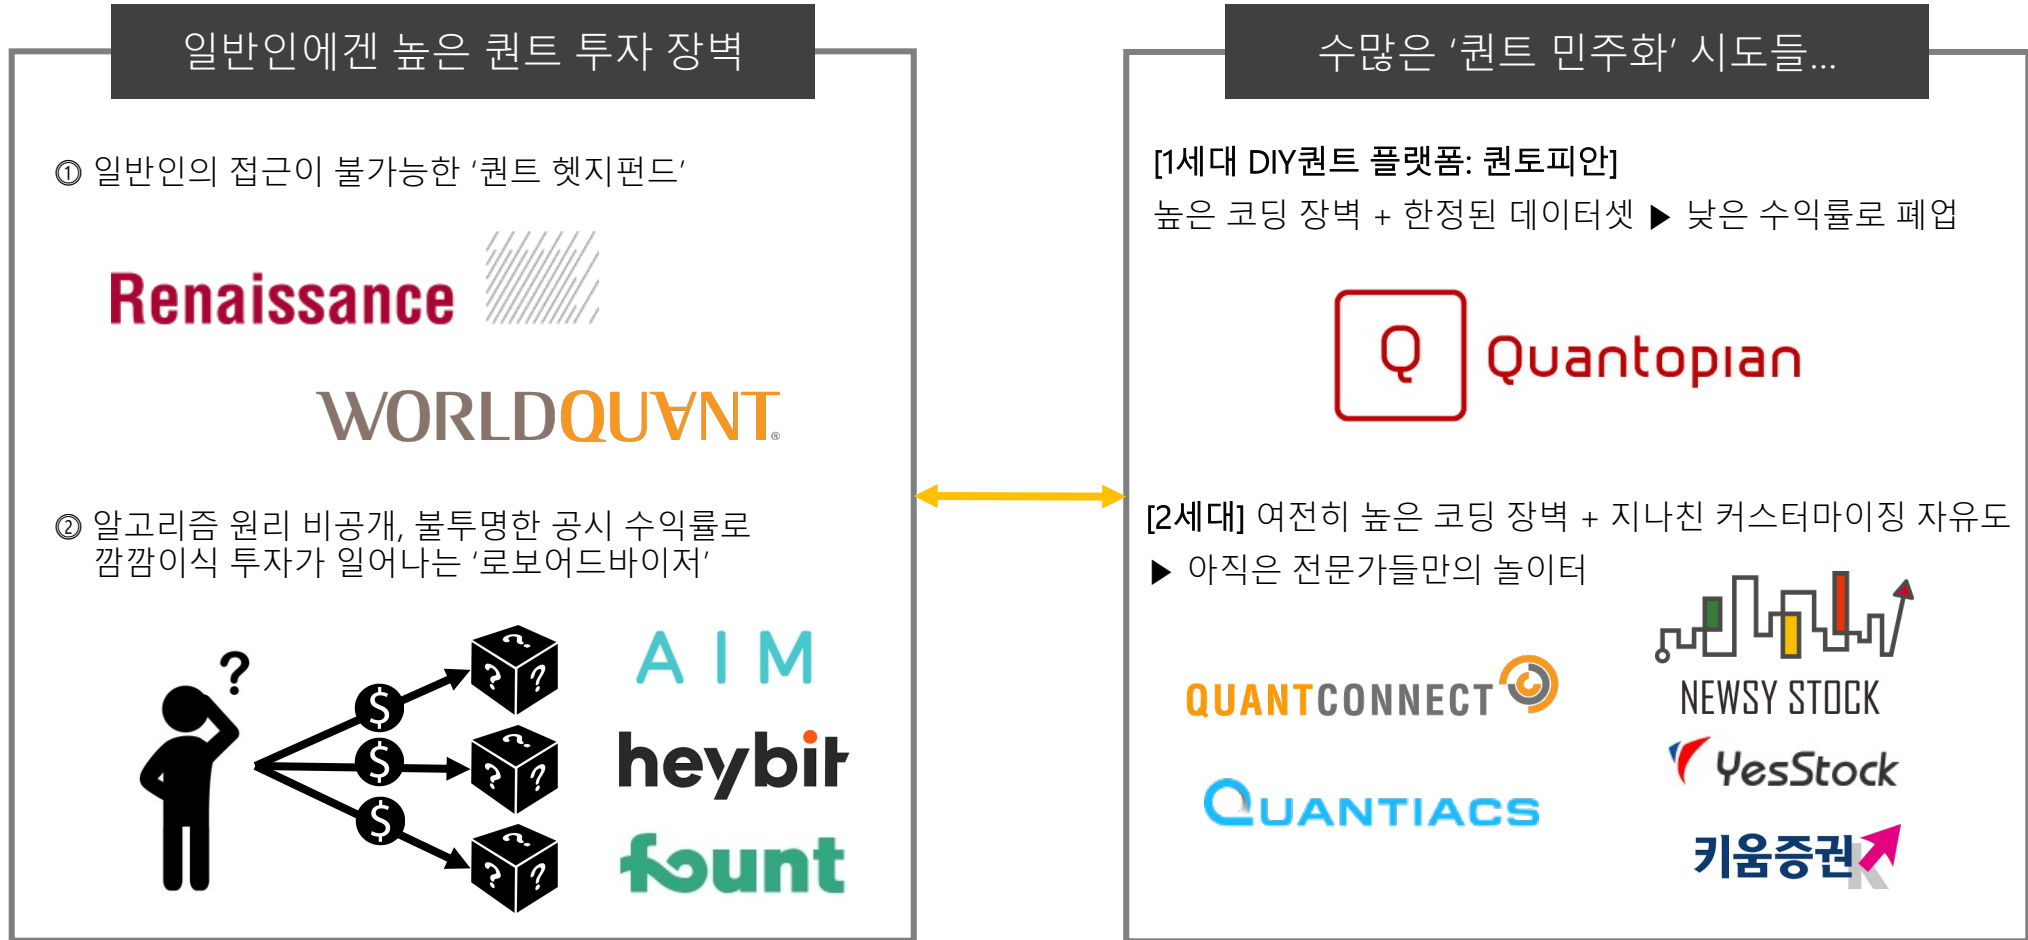 일반인에겐 높은 퀀트 투자 장벽
① 일반인의 접근이 불가능한 ‘퀀트 헷지펀드’
Renaissance
WORLDQUANT®
② 알고리즘 원리 비공개, 불투명한 공시 수익률로
깜깜이식 투자가 일어나는 ‘로보어드바이저’
?
$
$
$
? ? ?
? ? ?
? ? ?
AIM
heybit
fount
수많은 ‘퀀트 민주화’ 시도들...
[1세대 DIY퀀트 플랫폼: 퀀토피안]
높은 코딩 장벽 + 한정된 데이터셋 ▶ 낮은 수익률로 폐업
Q Quantopian
[2세대] 여전히 높은 코딩 장벽 + 지나친 커스터마이징 자유도
▶ 아직은 전문가들만의 놀이터
QUANTCONNECT
NEWSY STOCK
YesStock
QUANTIACS
키움증권